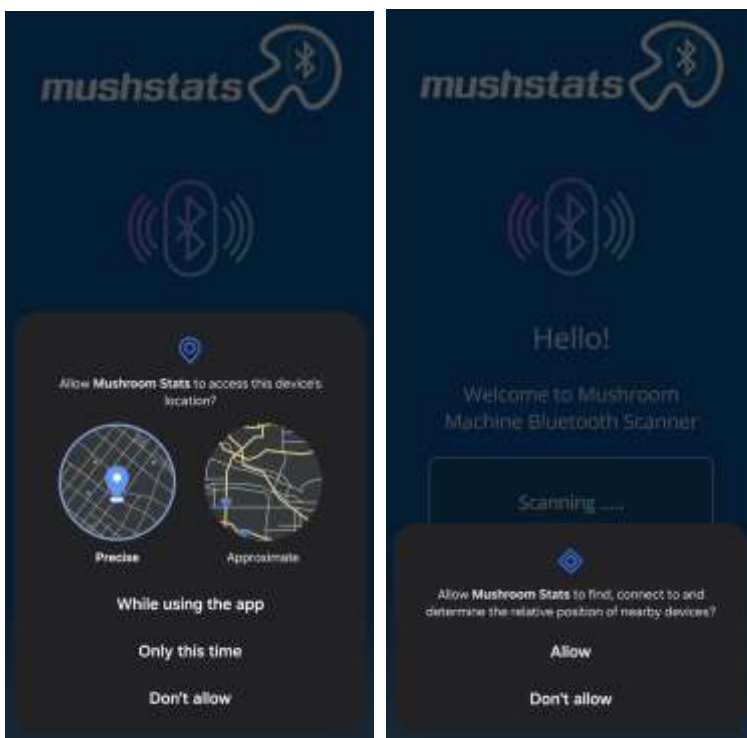 mushstats
Allow Mushroom Stats to access this device's
location?
Precise
Approximate
While using the app
Only this time
Don't allow
mushstats
Hello!
Welcome to Mushroom
Machine Bluetooth Scanner
Scanning .....
Allow Mushroom Stats to find, connect to and
determine the relative position of nearby devices?
Allow
Don't allow